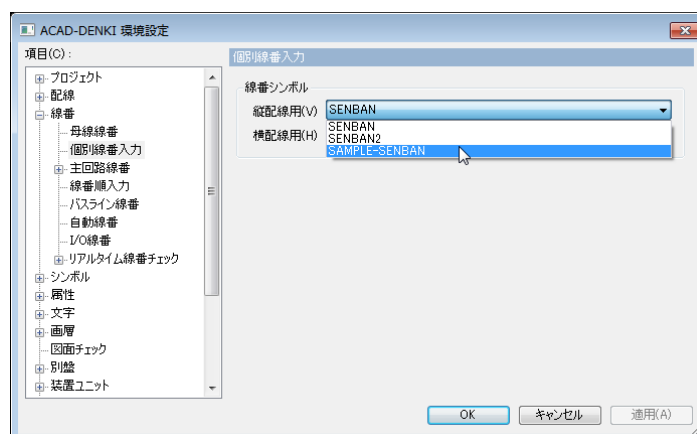 ACAD-DENKI 環境設定
項目(C):
プロジェクト
配線
線番
母線線番
個別線番入力
主回路線番
線番順入力
バスライン線番
自動線番
I/O線番
リアルタイム線番チェック
シンボル
属性
文字
画層
図面チェック
別盤
装置ユニット
個別線番入力
線番シンボル
縦配線用(V) SENBAN
横配線用(H)
SENBAN
SENBAN2
SAMPLE-SENBAN
OK キャンセル 適用(A)